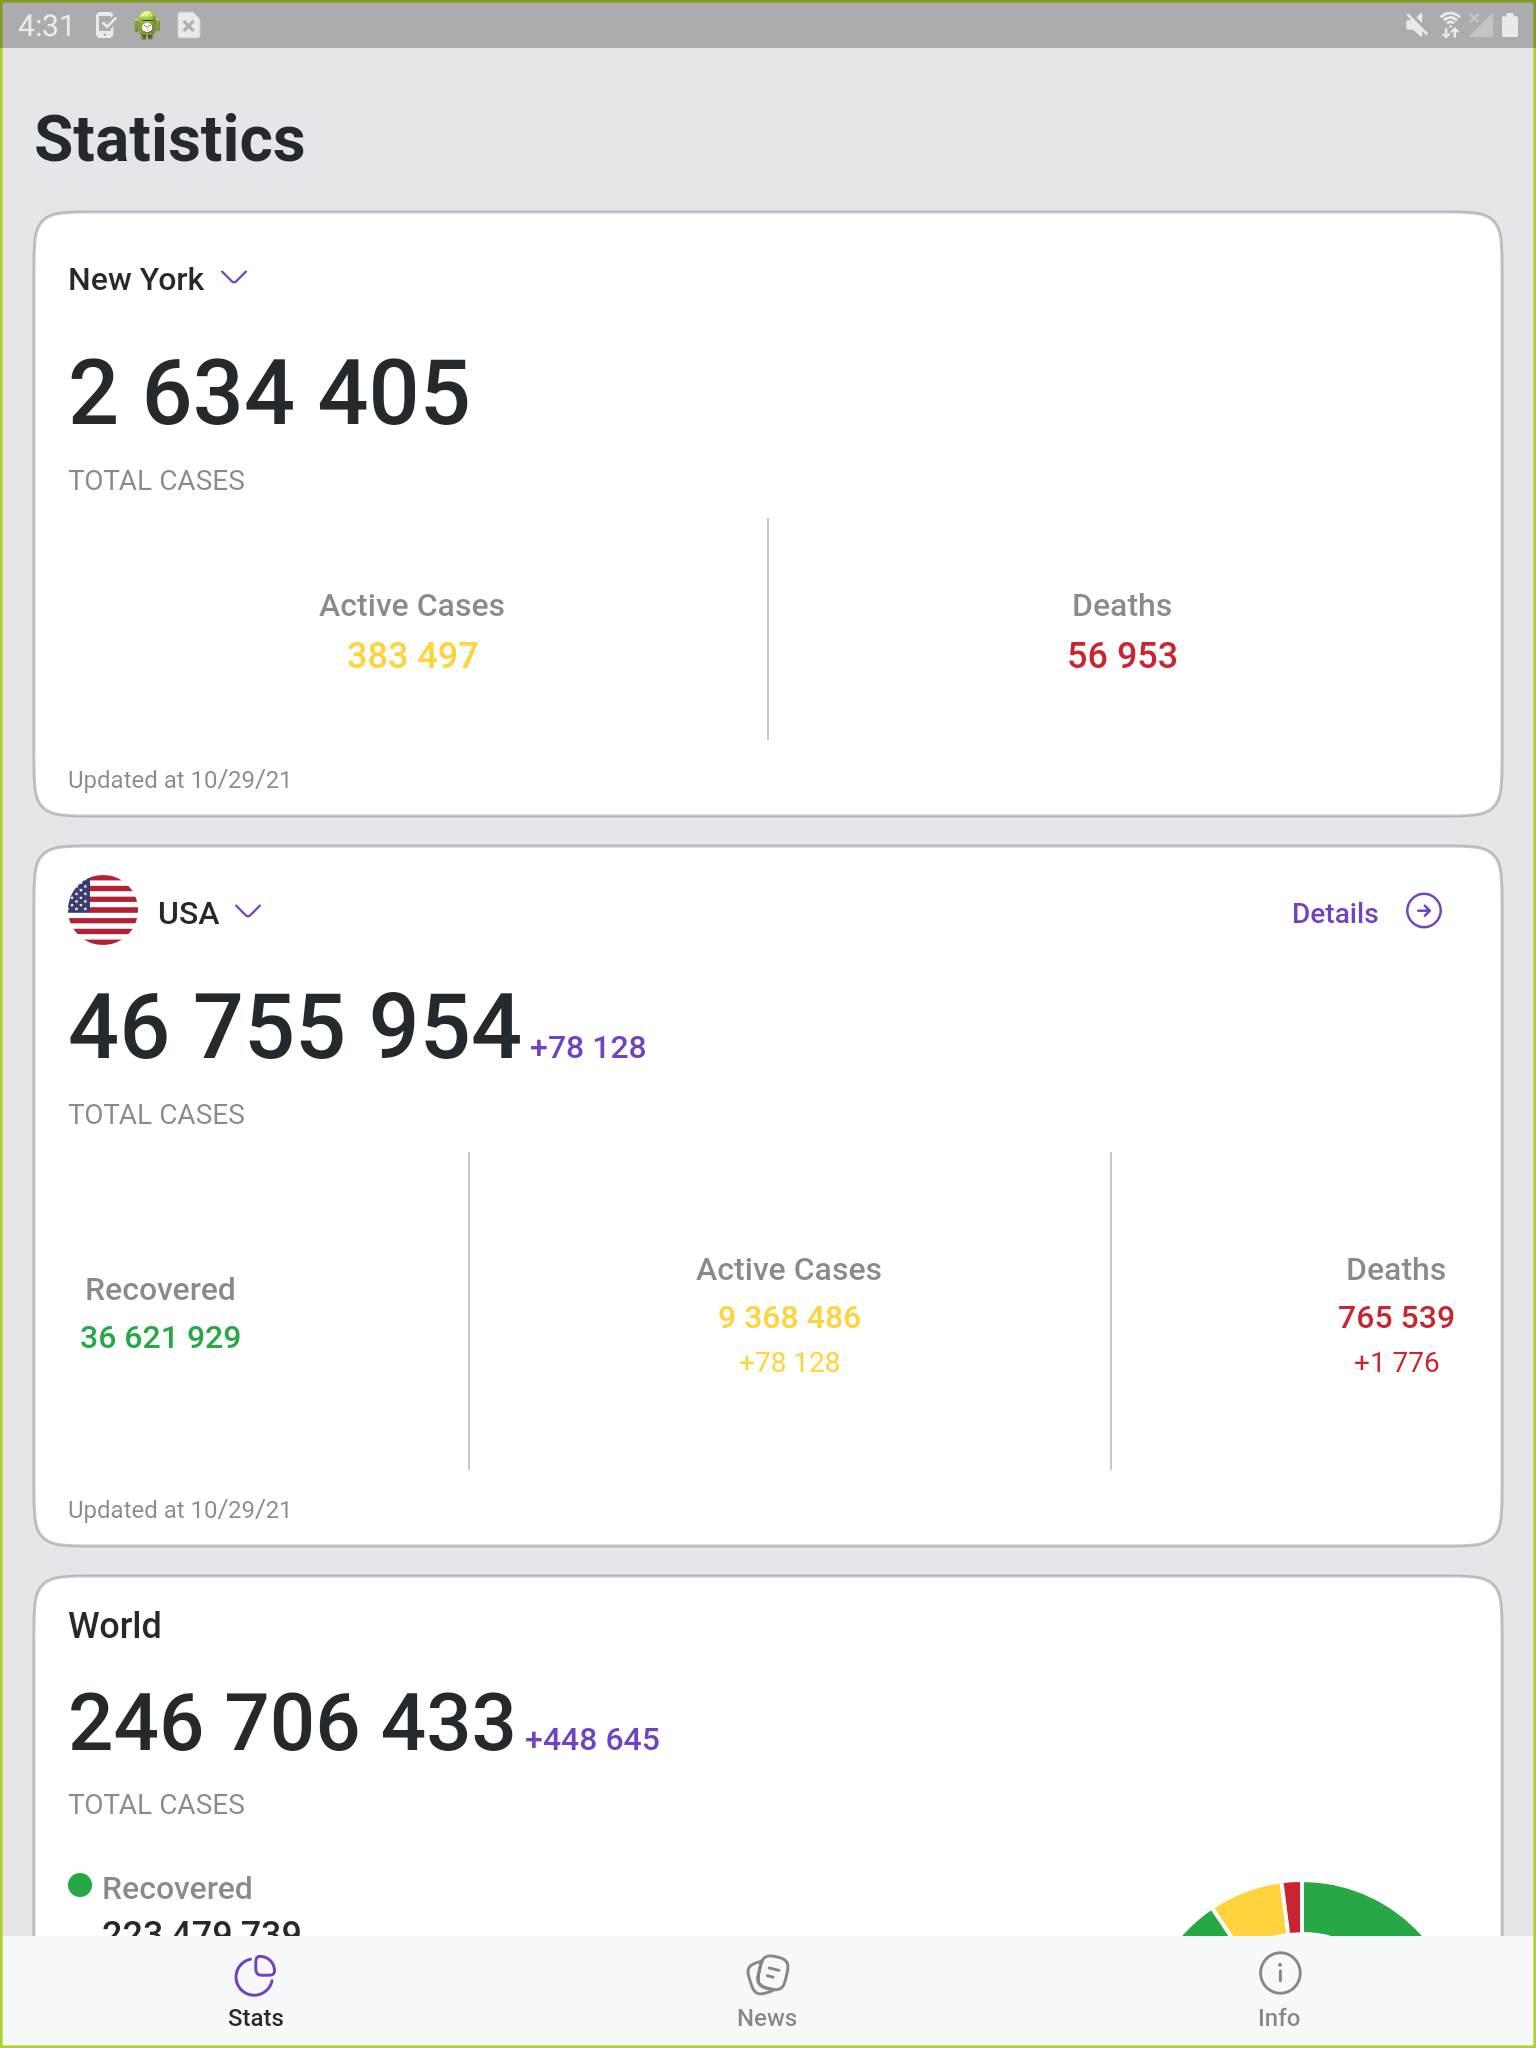 4:31
Statistics
New York
2 634 405
TOTAL CASES
Active Cases
383 497
Deaths
56 953
Updated at 10/29/21
USA
Details
46 755 954 +78 128
TOTAL CASES
Recovered
36 621 929
Active Cases
9 368 486
+78 128
Deaths
765 539
+1 776
Updated at 10/29/21
World
246 706 433 +448 645
TOTAL CASES
Recovered
223 479 739
Stats
News
Info